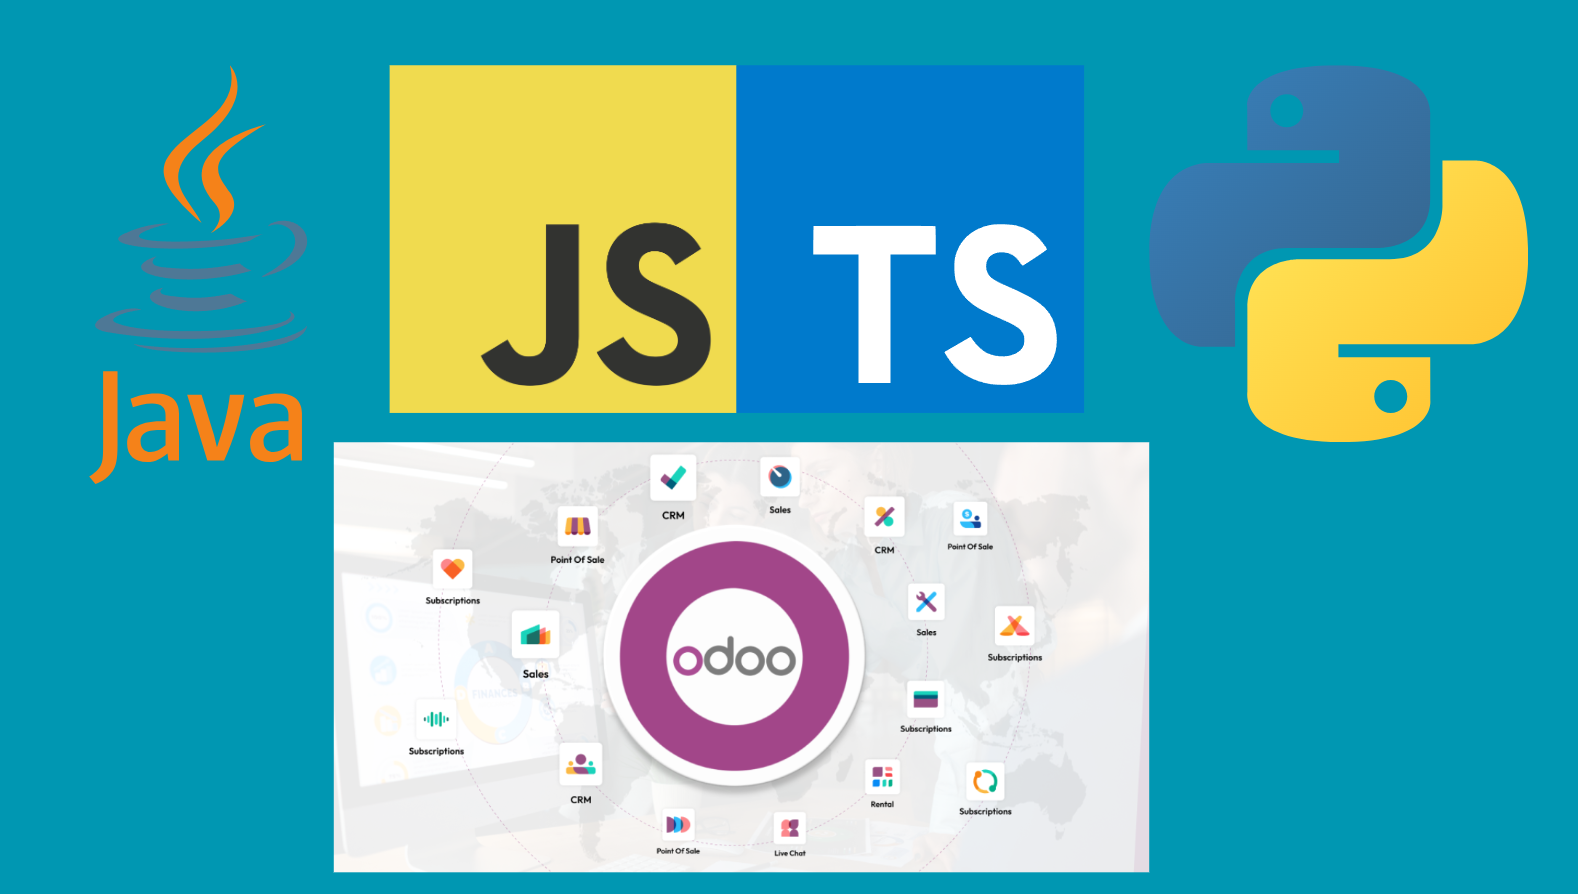 Java
JS
TS
CRM
Sales
Point Of Sale
CRM
Point Of Sale
Subscriptions
Sales
Sales
Subscriptions
odoo
FINANCES
Subscriptions
Subscriptions
CRM
Rental
Subscriptions
Point Of Sale
Live Chat